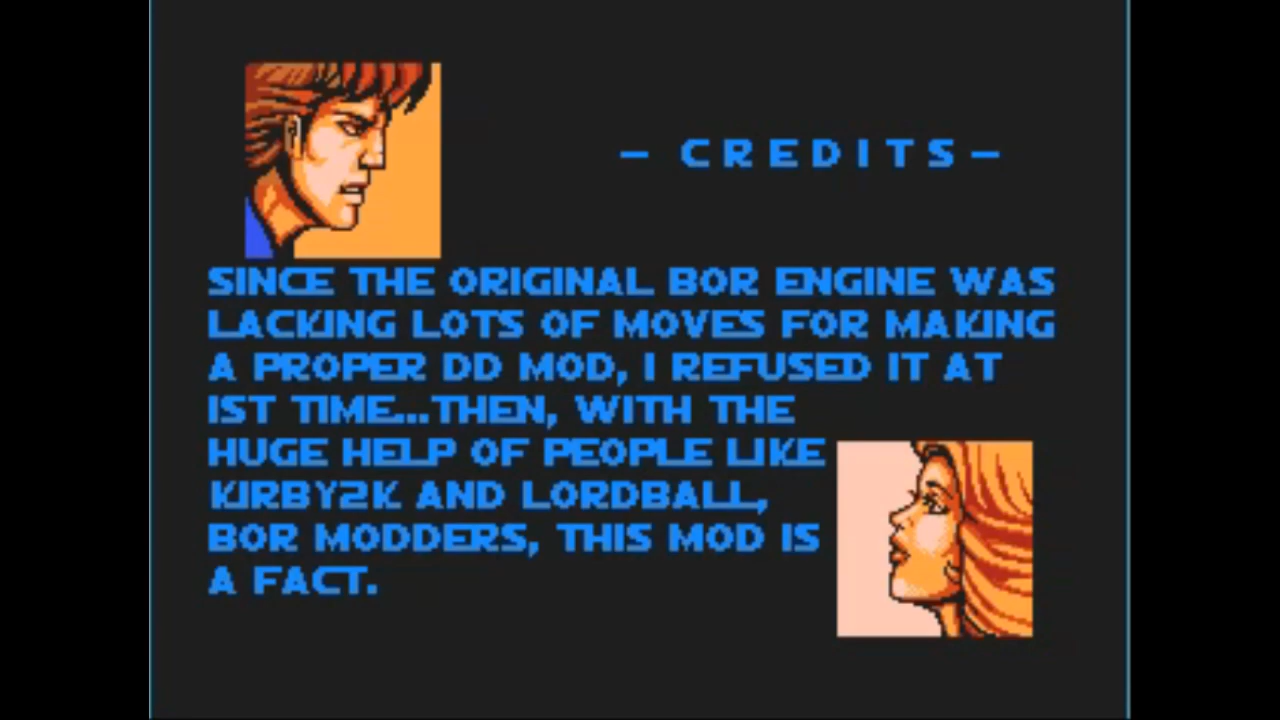 - CREDITS -
SINCE THE ORIGINAL BOR ENGINE WAS
LACKING LOTS OF MOVES FOR MAKING
A PROPER DD MOD, I REFUSED IT AT
1ST TIME...THEN, WITH THE
HUGE HELP OF PEOPLE LIKE
KIRBY2K AND LORDBALL,
BOR MODDERS, THIS MOD IS
A FACT.